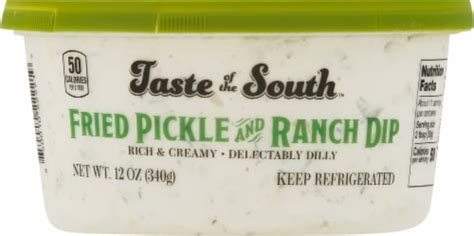 50
CALORIES
Taste of the South
FRIED PICKLE AND RANCH DIP
RICH & CREAMY · DELECTABLY DILLY
NET WT. 12 OZ (340g)
KEEP REFRIGERATED
Nutrition
Facts
Calories